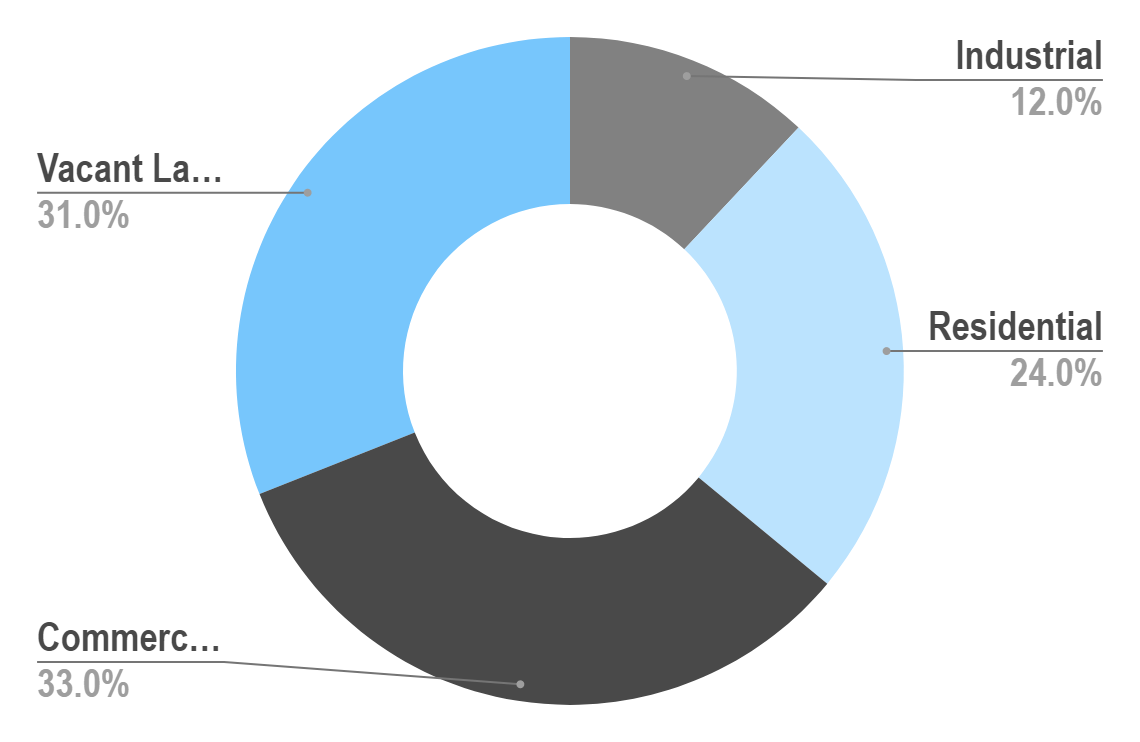 Industrial
12.0%
Vacant La…
31.0%
Residential
24.0%
Commerc…
33.0%